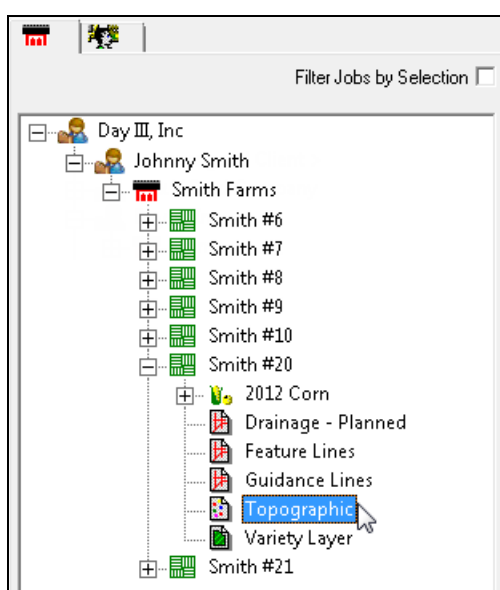 Filter Jobs by Selection
Day III, Inc
Johnny Smith
Smith Farms
Smith #6
Smith #7
Smith #8
Smith #9
Smith #10
Smith #20
2012 Corn
Drainage - Planned
Feature Lines
Guidance Lines
Topographic
Variety Layer
Smith #21